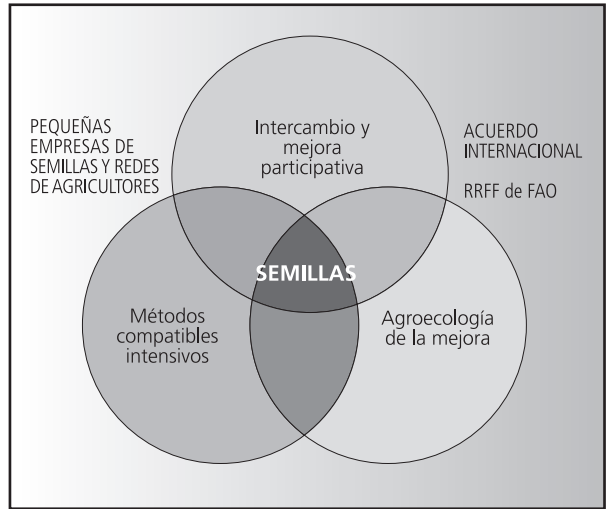 PEQUEÑAS
EMPRESAS DE
SEMILLAS Y REDES
DE AGRICULTORES
Intercambio y
mejora
participativa
ACUERDO
INTERNACIONAL
RRFF de FAO
SEMILLAS
Métodos
compatibles
intensivos
Agroecología
de la mejora